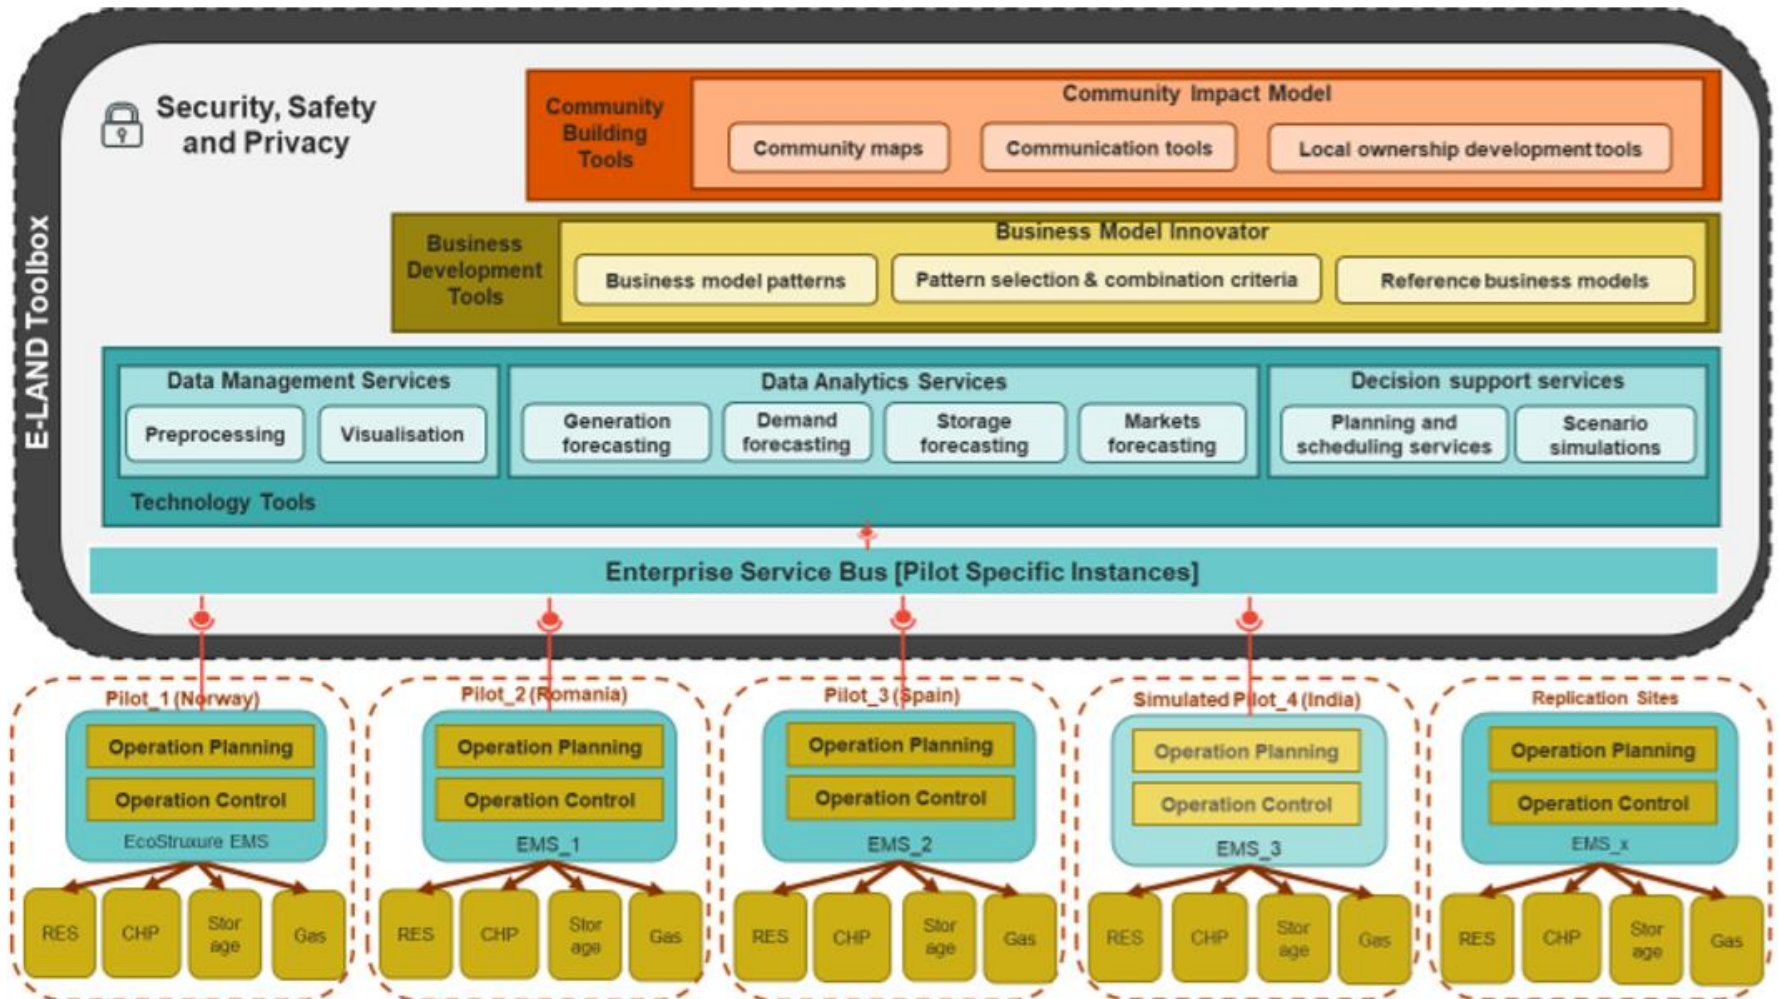 E-LAND Toolbox
Security, Safety
and Privacy
Community
Building
Tools
Community Impact Model
Community maps
Communication tools
Local ownership development tools
Business
Development
Tools
Business Model Innovator
Business model patterns
Pattern selection & combination criteria
Reference business models
Data Management Services
Preprocessing
Visualisation
Data Analytics Services
Generation
forecasting
Demand
forecasting
Storage
forecasting
Markets
forecasting
Decision support services
Planning and
scheduling services
Scenario
simulations
Technology Tools
Enterprise Service Bus [Pilot Specific Instances]
Pilot_1 (Norway)
Operation Planning
Operation Control
EcoStruxure EMS
RES
CHP
Stor
age
Gas
Pilot_2 (Romania)
Operation Planning
Operation Control
EMS_1
RES
CHP
Stor
age
Gas
Pilot_3 (Spain)
Operation Planning
Operation Control
EMS_2
RES
CHP
Stor
age
Gas
Simulated Pilot_4 (India)
Operation Planning
Operation Control
EMS_3
RES
CHP
Stor
age
Gas
Replication Sites
Operation Planning
Operation Control
EMS_x
RES
CHP
Stor
age
Gas